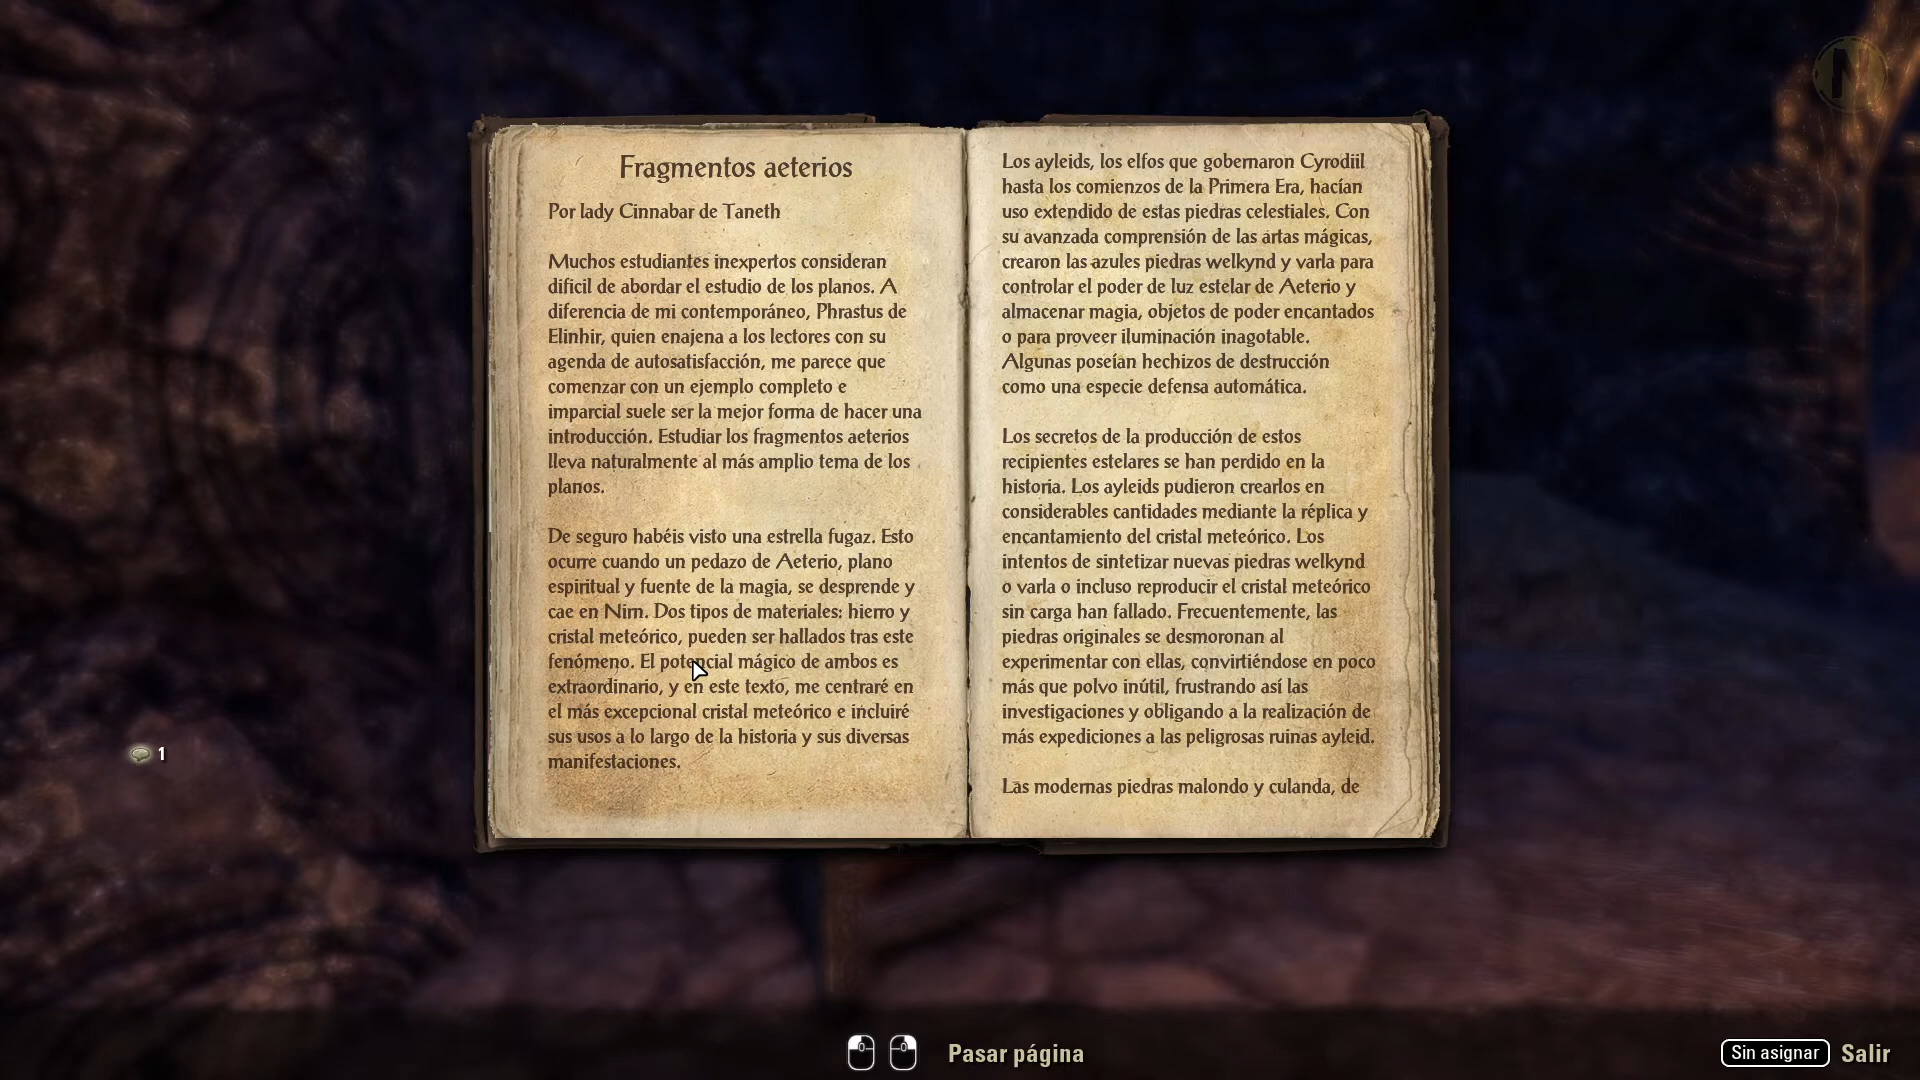 Fragmentos aeterios
Por lady Cinnabar de Taneth
Muchos estudiantes inexpertos consideran
dificil de abordar el estudio de los planos. A
diferencia de mi contemporáneo, Phrastus de
Elinhir, quien enajena a los lectores con su
agenda de autosatisfacción, me parece que
comenzar con un ejemplo completo e
imparcial suele ser la mejor forma de hacer una
introducción. Estudiar los fragmentos aeterios
lleva naturalmente al más amplio tema de los
planos.
De seguro habéis visto una estrella fugaz. Esto
ocurre cuando un pedazo de Aeterio, plano
espiritual y fuente de la magia, se desprende y
cae en Nirn. Dos tipos de materiales: hierro y
cristal meteórico, pueden ser hallados tras este
fenómeno. El potencial mágico de ambos es
extraordinario, y en este texto, me centraré en
el más excepcional cristal meteórico e incluiré
sus usos a lo largo de la historia y sus diversas
manifestaciones.
Los ayleids, los elfos que gobernaron Cyrodiil
hasta los comienzos de la Primera Era, hacían
uso extendido de estas piedras celestiales. Con
su avanzada comprensión de las artas mágicas,
crearon las azules piedras welkynd y varla para
controlar el poder de luz estelar de Aeterio y
almacenar magia, objetos de poder encantados
o para proveer iluminación inagotable.
Algunas poseían hechizos de destrucción
como una especie defensa automática.
Los secretos de la producción de estos
recipientes estelares se han perdido en la
historia. Los ayleids pudieron crearlos en
considerables cantidades mediante la réplica y
encantamiento del cristal meteórico. Los
intentos de sintetizar nuevas piedras welkynd
o varla o incluso reproducir el cristal meteórico
sin carga han fallado. Frecuentemente, las
piedras originales se desmoronan al
experimentar con ellas, convirtiéndose en poco
más que polvo inútil, frustrando así las
investigaciones y obligando a la realización de
más expediciones a las peligrosas ruinas ayleid.
Las modernas piedras malondo y culanda, de
N
1
Pasar página
Sin asignar Salir